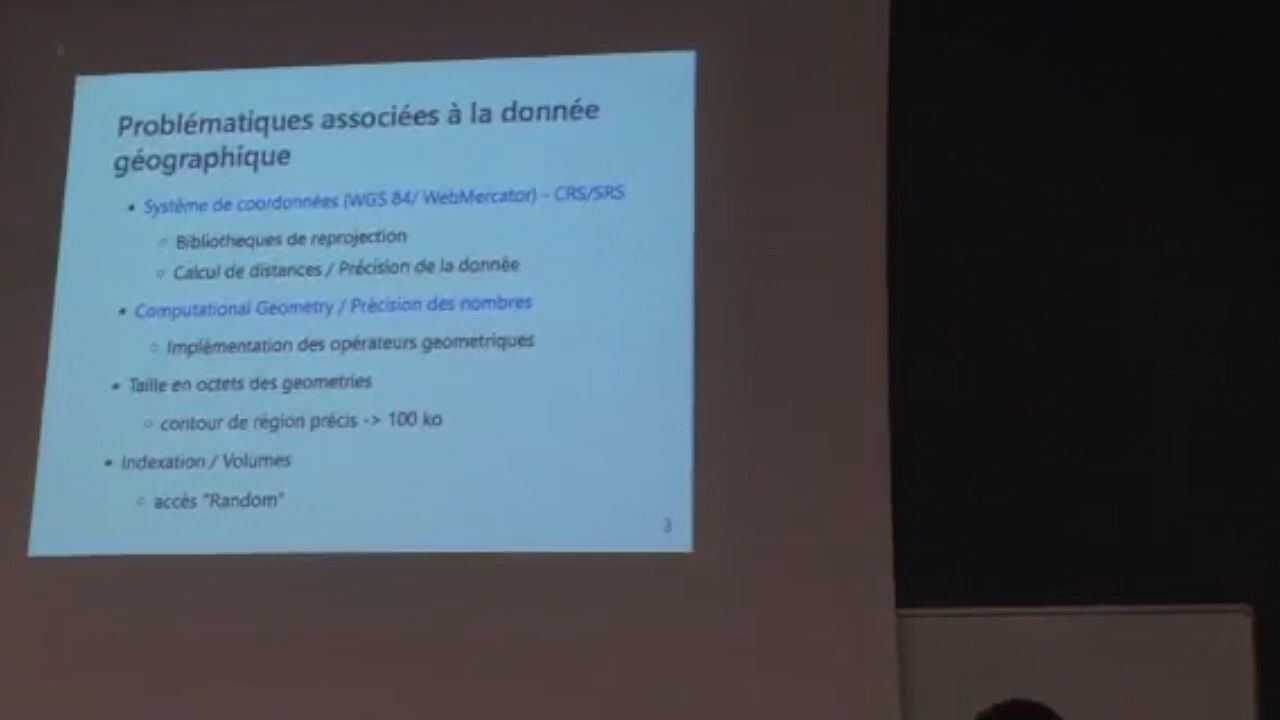 Problématiques associées à la donnée
géographique
• Système de coordonnées (WGS 84/ WebMercator) - CRS/SRS
○ Bibliotheques de reprojection
○ Calcul de distances / Précision de la donnée
• Computational Geometry / Précision des nombres
○ Implémentation des opérateurs geometriques
• Taille en octets des geometries
○ contour de région précis -> 100 ko
• Indexation / Volumes
○ accès "Random"
3